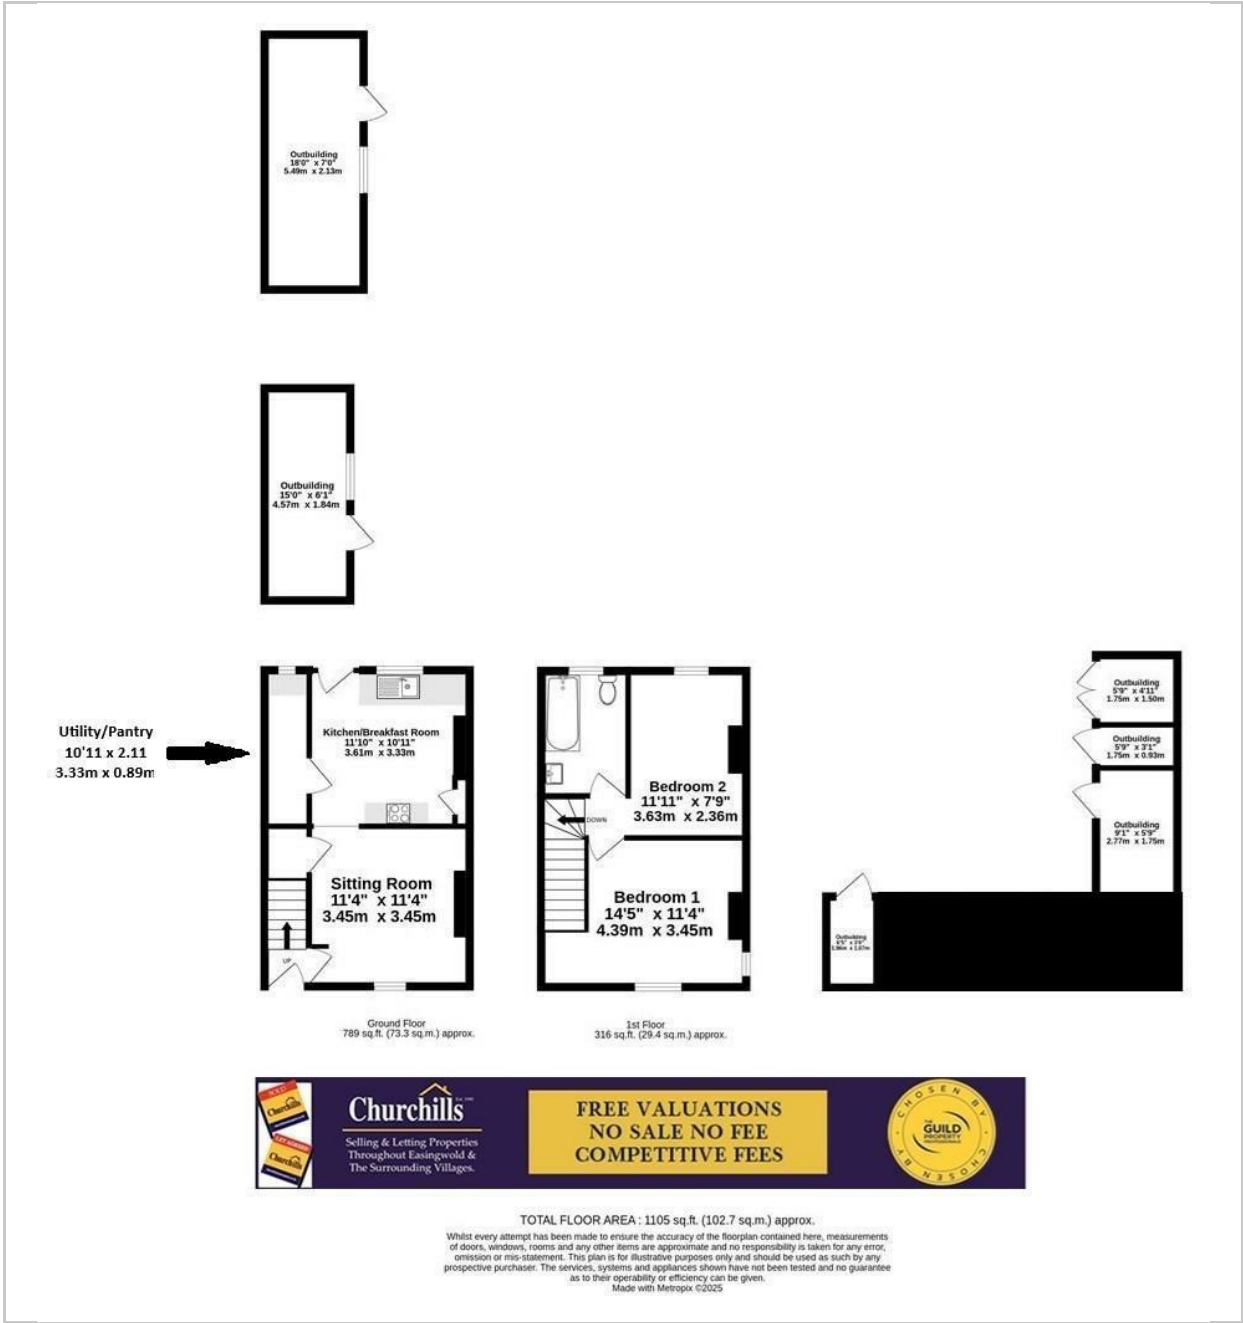 Outbuilding
18'0" x 7'0"
5.49m x 2.13m
Outbuilding
15'0" x 6'1"
4.57m x 1.84m
Utility/Pantry
10'11 x 2.11
3.33m x 0.89m
Kitchen/Breakfast Room
11'10" x 10'11"
3.61m x 3.33m
Sitting Room
11'4" x 11'4"
3.45m x 3.45m
UP
Bedroom 2
11'11" x 7'9"
3.63m x 2.36m
DOWN
Bedroom 1
14'5" x 11'4"
4.39m x 3.45m
Outbuilding
5'9" x 4'11"
1.75m x 1.50m
Outbuilding
5'9" x 3'1"
1.75m x 0.93m
Outbuilding
9'1" x 5'9"
2.77m x 1.75m
Outbuilding
Ground Floor
789 sq.ft. (73.3 sq.m.) approx.
1st Floor
316 sq.ft. (29.4 sq.m.) approx.
SOLD
Churchills
LET AGREED
Churchills
Churchills
Selling & Letting Properties
Throughout Easingwold &
The Surrounding Villages.
FREE VALUATIONS
NO SALE NO FEE
COMPETITIVE FEES
CHOSEN BY
THE
GUILD
PROPERTY
PROFESSIONALS
CHOSEN BY
TOTAL FLOOR AREA : 1105 sq.ft. (102.7 sq.m.) approx.
Whilst every attempt has been made to ensure the accuracy of the floorplan contained here, measurements
of doors, windows, rooms and any other items are approximate and no responsibility is taken for any error,
omission or mis-statement. This plan is for illustrative purposes only and should be used as such by any
prospective purchaser. The services, systems and appliances shown have not been tested and no guarantee
as to their operability or efficiency can be given.
Made with Metropix ©2025